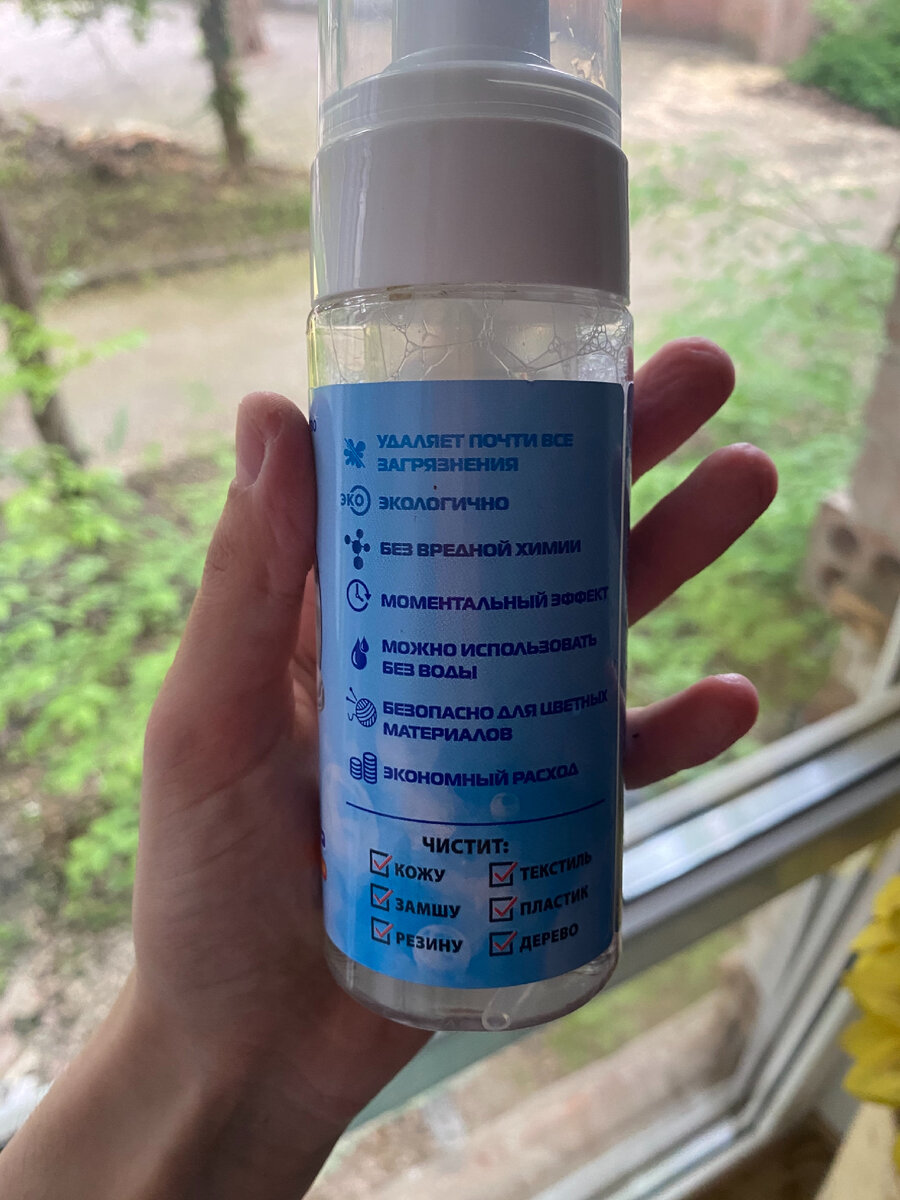 УДАЛЯЕТ ПОЧТИ ВСЕ
ЗАГРЯЗНЕНИЯ
ЭКО
ЭКОЛОГИЧНО
БЕЗ ВРЕДНОЙ ХИМИИ
МОМЕНТАЛЬНЫЙ ЭФФЕКТ
МОЖНО ИСПОЛЬЗОВАТЬ
БЕЗ ВОДЫ
БЕЗОПАСНО ДЛЯ ЦВЕТНЫХ
МАТЕРИАЛОВ
ЭКОНОМНЫЙ РАСХОД
ЧИСТИТ:
КОЖУ
ТЕКСТИЛЬ
ЗАМШУ
ПЛАСТИК
РЕЗИНУ
ДЕРЕВО